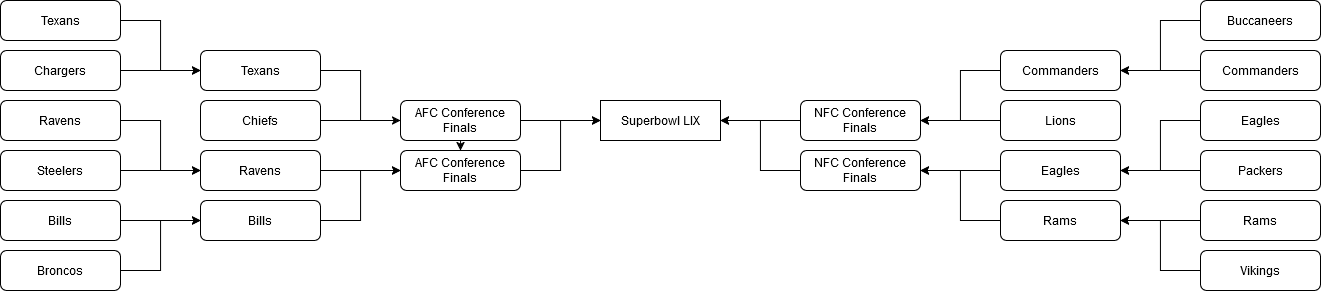 Texans
Buccaneers
Chargers
Texans
Commanders
Commanders
Ravens
Chiefs
AFC Conference
Finals
Superbowl LIX
NFC Conference
Finals
Lions
Eagles
Steelers
Ravens
AFC Conference
Finals
NFC Conference
Finals
Eagles
Packers
Bills
Bills
Rams
Rams
Broncos
Vikings